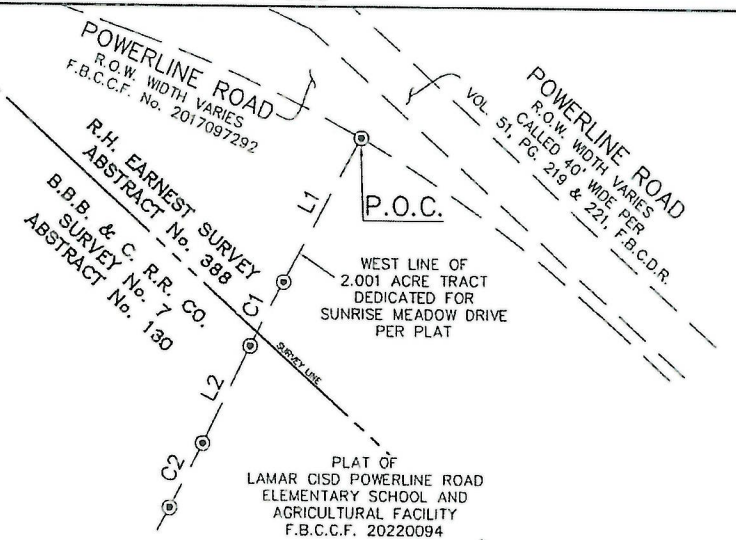 POWERLINE ROAD
R.O.W. WIDTH VARIES
F.B.C.C.F. No. 2017097292
POWERLINE ROAD
R.O.W. WIDTH VARIES
CALLED 40' WIDE PER
VOL. 51, PG. 219 & 221, F.B.C.D.R.
R.H. EARNEST SURVEY
ABSTRACT No. 388
B.B.B. & C. R.R. CO.
SURVEY No. 7
ABSTRACT No. 130
L1
P.O.C.
WEST LINE OF
2.001 ACRE TRACT
DEDICATED FOR
SUNRISE MEADOW DRIVE
PER PLAT
C1
SURVEY LINE
L2
C2
PLAT OF
LAMAR CISD POWERLINE ROAD
ELEMENTARY SCHOOL AND
AGRICULTURAL FACILITY
F.B.C.C.F. 20220094